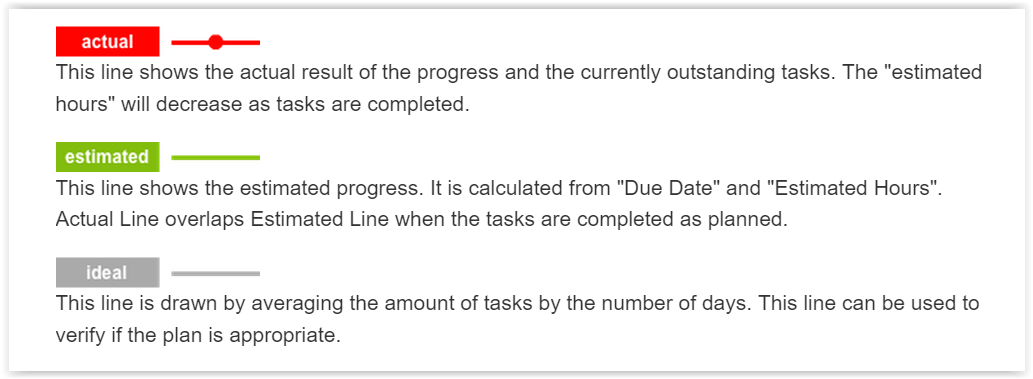 actual
This line shows the actual result of the progress and the currently outstanding tasks. The "estimated
hours" will decrease as tasks are completed.
estimated
This line shows the estimated progress. It is calculated from "Due Date" and "Estimated Hours".
Actual Line overlaps Estimated Line when the tasks are completed as planned.
ideal
This line is drawn by averaging the amount of tasks by the number of days. This line can be used to
verify if the plan is appropriate.